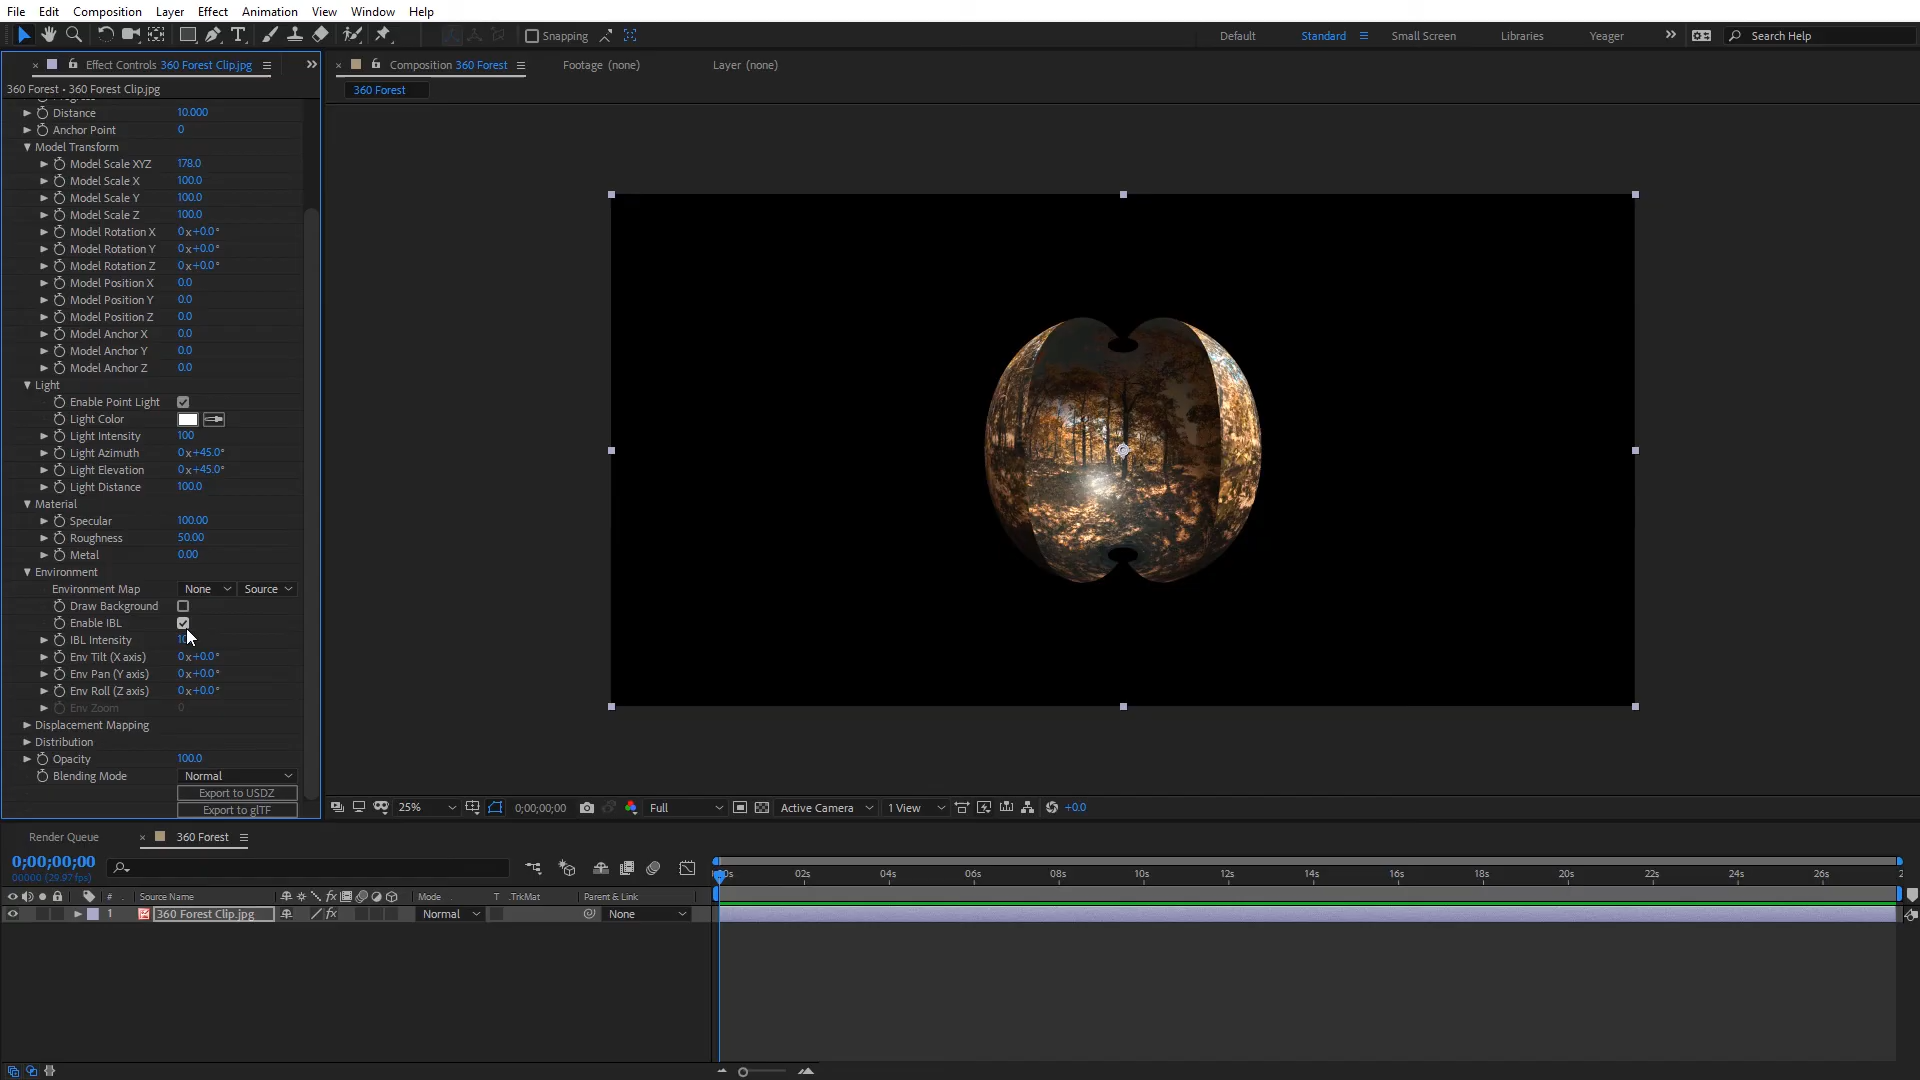 File Edit Composition Layer Effect Animation View Window Help
Snapping Default Standard Small Screen Libraries Yeager Search Help
Effect Controls 360 Forest Clip.jpg
Composition 360 Forest
Footage (none)
Layer (none)
360 Forest • 360 Forest Clip.jpg
360 Forest
Distance 10.000
Anchor Point 0
Model Transform
Model Scale XYZ 178.0
Model Scale X 100.0
Model Scale Y 100.0
Model Scale Z 100.0
Model Rotation X 0x+0.0°
Model Rotation Y 0x+0.0°
Model Rotation Z 0x+0.0°
Model Position X 0.0
Model Position Y 0.0
Model Position Z 0.0
Model Anchor X 0.0
Model Anchor Y 0.0
Model Anchor Z 0.0
Light
Enable Point Light
Light Color
Light Intensity 100
Light Azimuth 0x+45.0°
Light Elevation 0x+45.0°
Light Distance 100.0
Material
Specular 100.00
Roughness 50.00
Metal 0.00
Environment
Environment Map None Source
Draw Background
Enable IBL
IBL Intensity
Env Tilt (X axis) 0x+0.0°
Env Pan (Y axis) 0x+0.0°
Env Roll (Z axis) 0x+0.0°
Env Zoom 0
Displacement Mapping
Distribution
Opacity 100.0
Blending Mode Normal
Export to USDZ
Export to glTF
25% 0;00;00;00 Full Active Camera 1 View +0.0
Render Queue 360 Forest
0;00;00;00
00000 (29.97 fps)
02s 04s 06s 08s 10s 12s 14s 16s 18s 20s 22s 24s 26s
# Source Name Mode T .TrkMat Parent & Link
1 360 Forest Clip.jpg Normal None